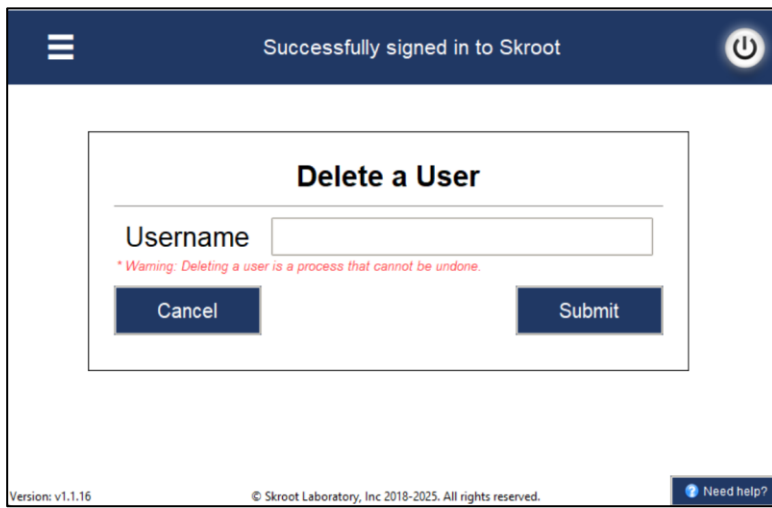 Successfully signed in to Skroot
Delete a User
Username
* Warning: Deleting a user is a process that cannot be undone.
Cancel Submit
Version: v1.1.16 © Skroot Laboratory, Inc 2018-2025. All rights reserved. Need help?